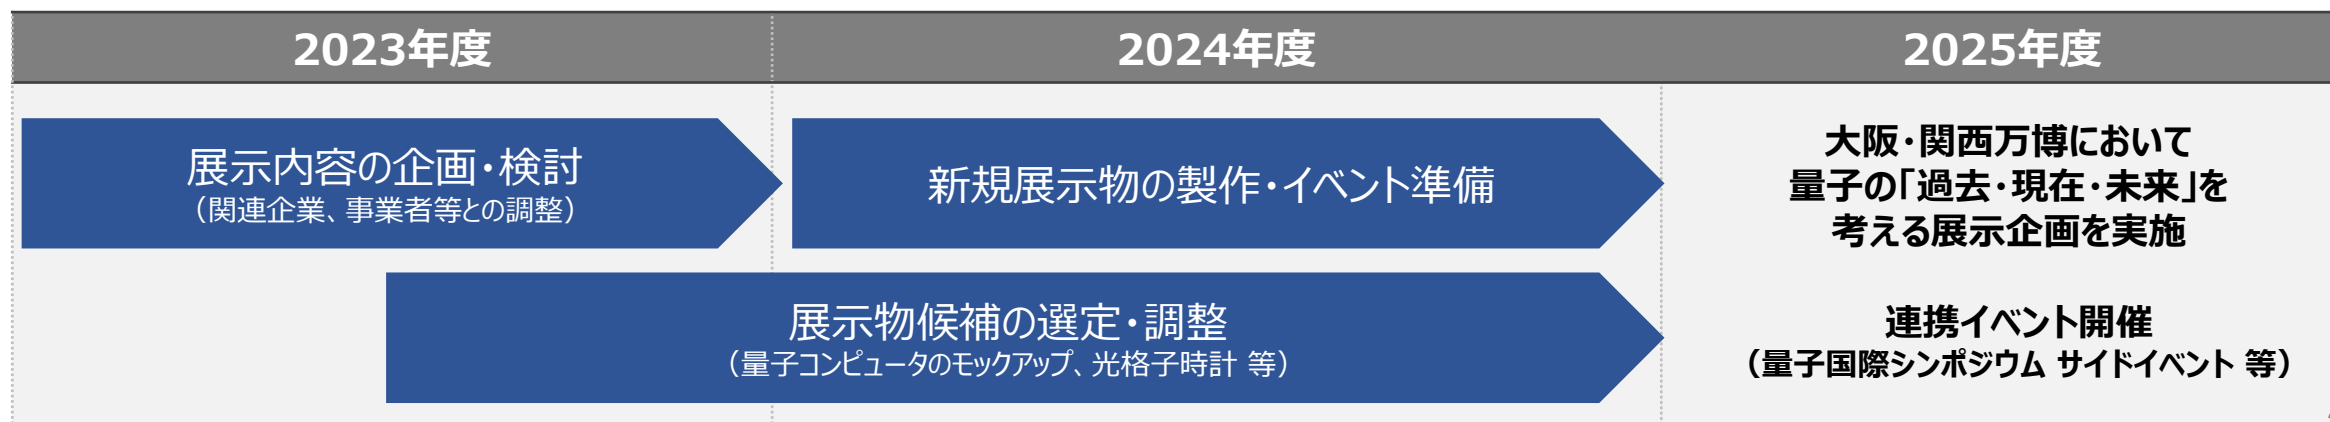 2023年度
2024年度
2025年度
展示内容の企画・検討
（関連企業、事業者等との調整）
新規展示物の製作・イベント準備
大阪・関西万博において
量子の「過去・現在・未来」を
考える展示企画を実施
展示物候補の選定・調整
（量子コンピュータのモックアップ、光格子時計 等）
連携イベント開催
（量子国際シンポジウム サイドイベント 等）